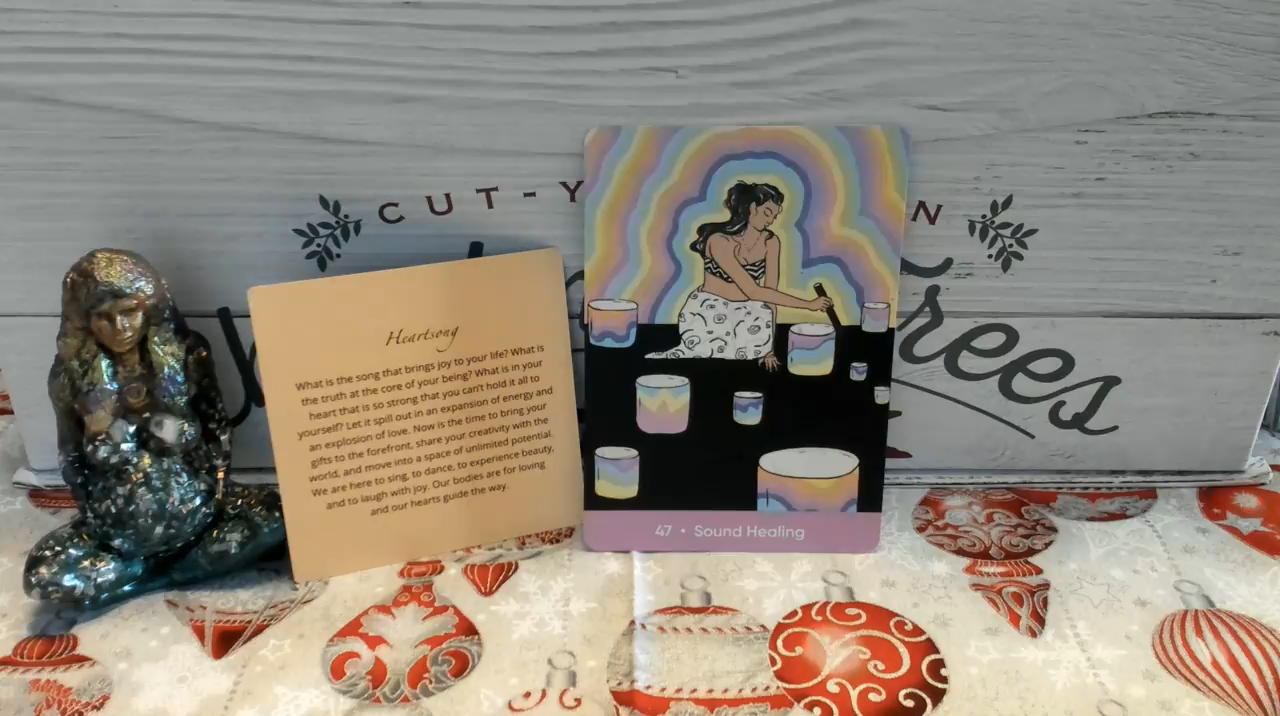 CUT-Y
N
Trees
Heartsong
What is the song that brings joy to your life? What is
the truth at the core of your being? What is in your
heart that is so strong that you can't hold it all to
yourself? Let it spill out in an expansion of energy and
an explosion of love. Now is the time to bring your
gifts to the forefront, share your creativity with the
world, and move into a space of unlimited potential.
We are here to sing, to dance, to experience beauty,
and to laugh with joy. Our bodies are for loving
and our hearts guide the way.
47 • Sound Healing